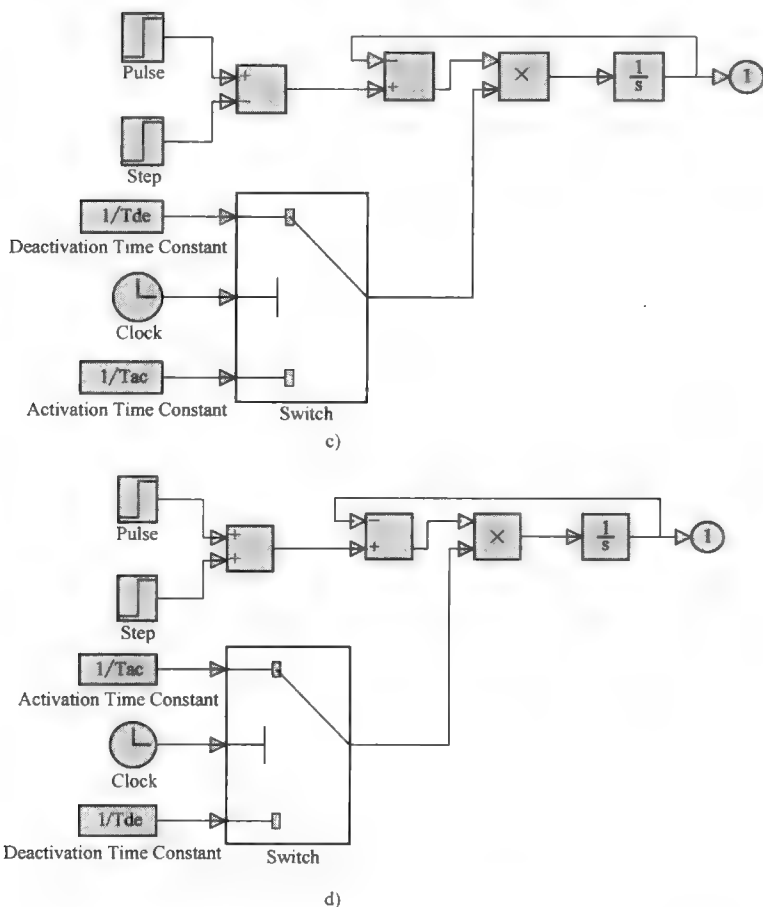 Pulse
+
−
−
+
×
1/s
1
Step
1/Tde
Deactivation Time Constant
Clock
1/Tac
Activation Time Constant
Switch
c)
Pulse
+
+
−
+
×
1/s
1
Step
1/Tac
Activation Time Constant
Clock
1/Tde
Deactivation Time Constant
Switch
d)